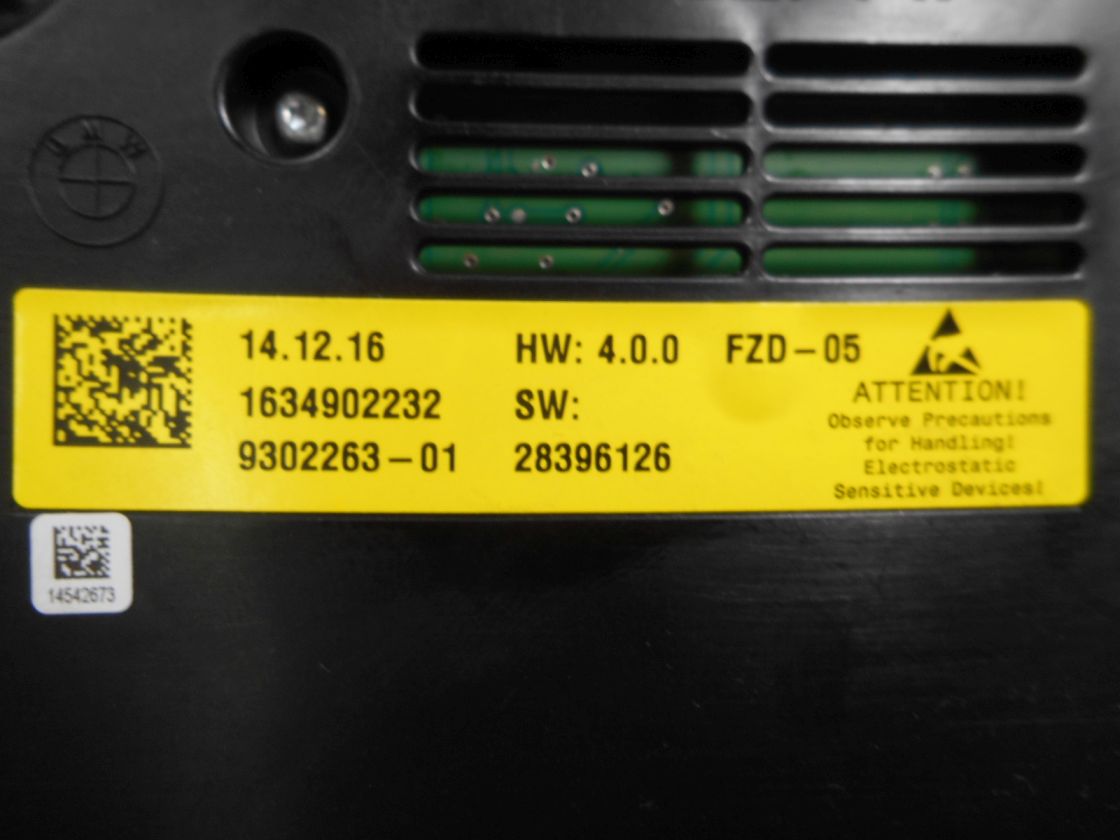 BMW
14.12.16 HW: 4.0.0 FZD-05
1634902232 SW:
9302263-01 28396126
ATTENTION!
Observe Precautions
for Handling!
Electrostatic
Sensitive Devices!
14542673